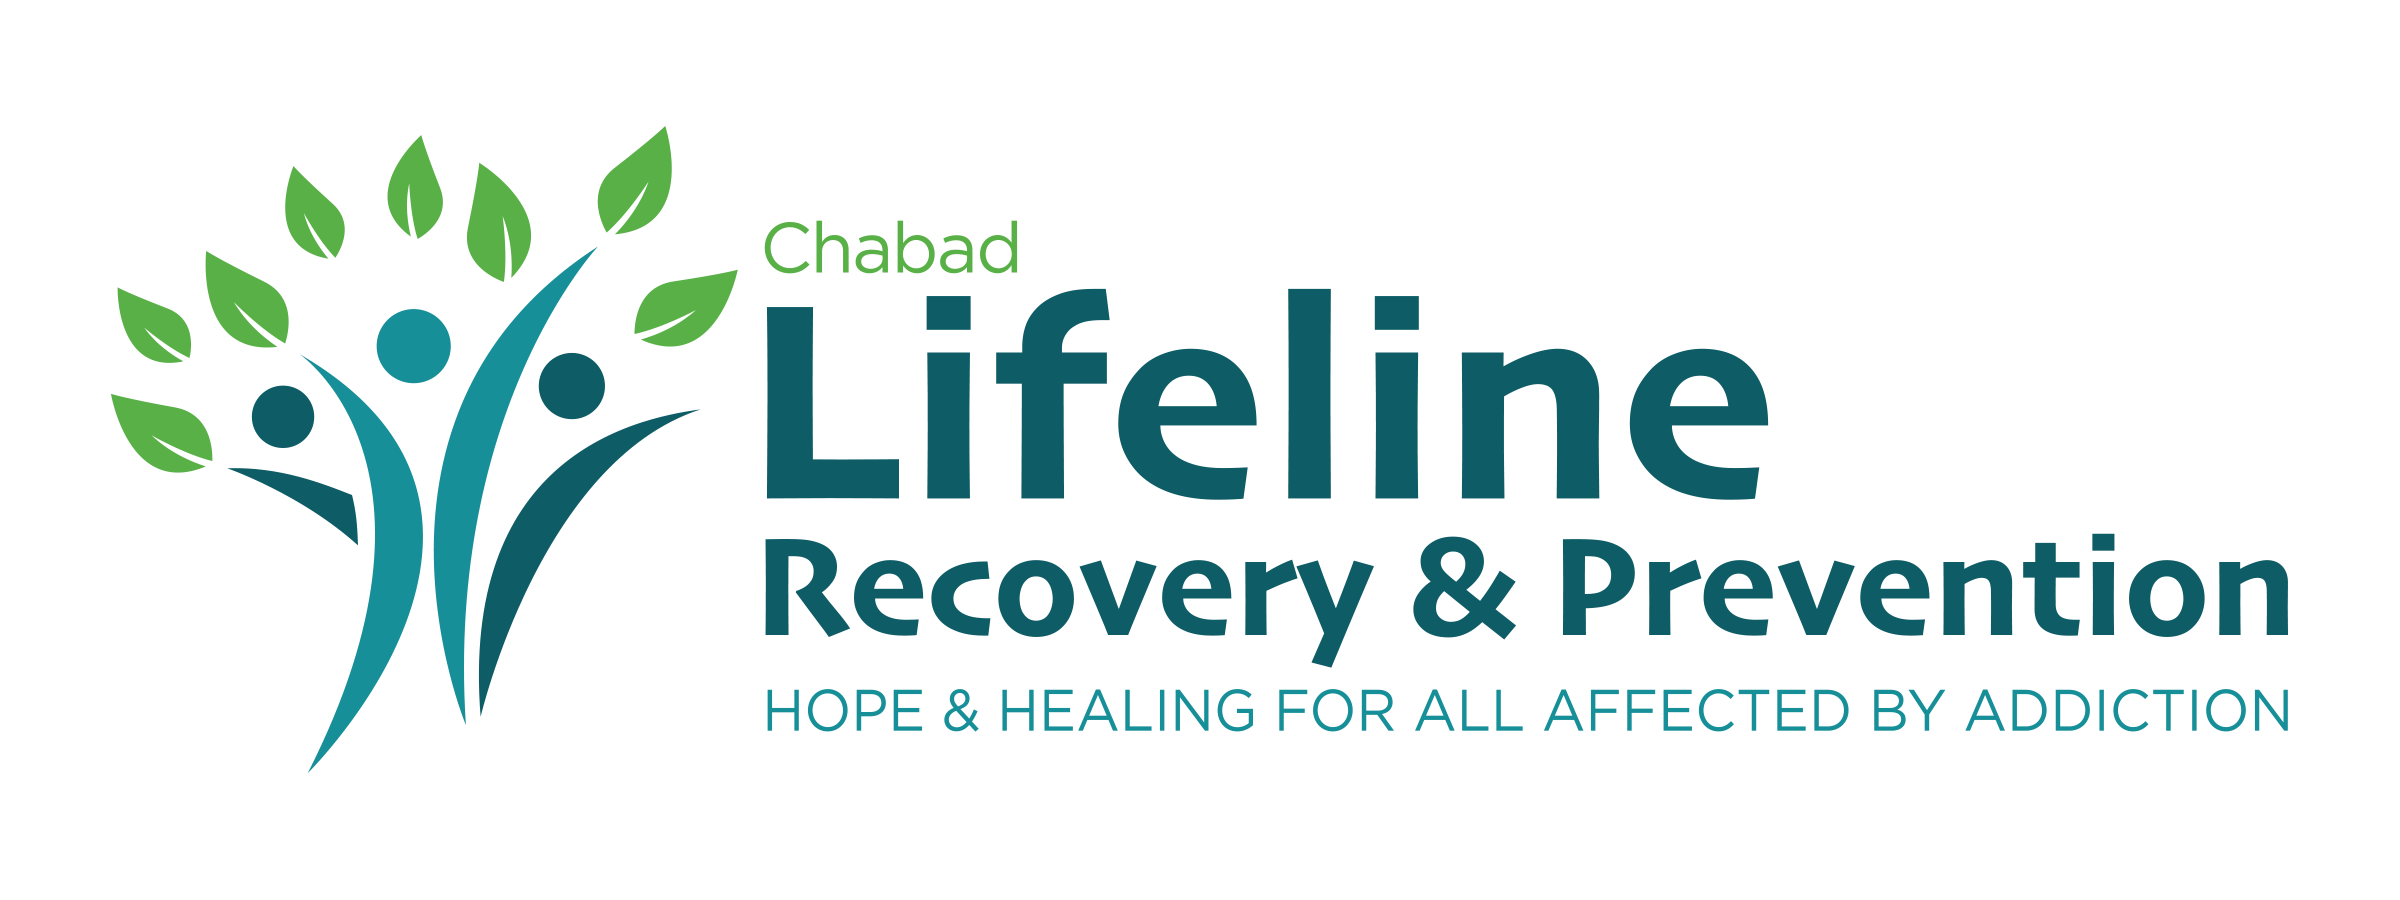 Chabad
Lifeline
Recovery & Prevention
HOPE & HEALING FOR ALL AFFECTED BY ADDICTION